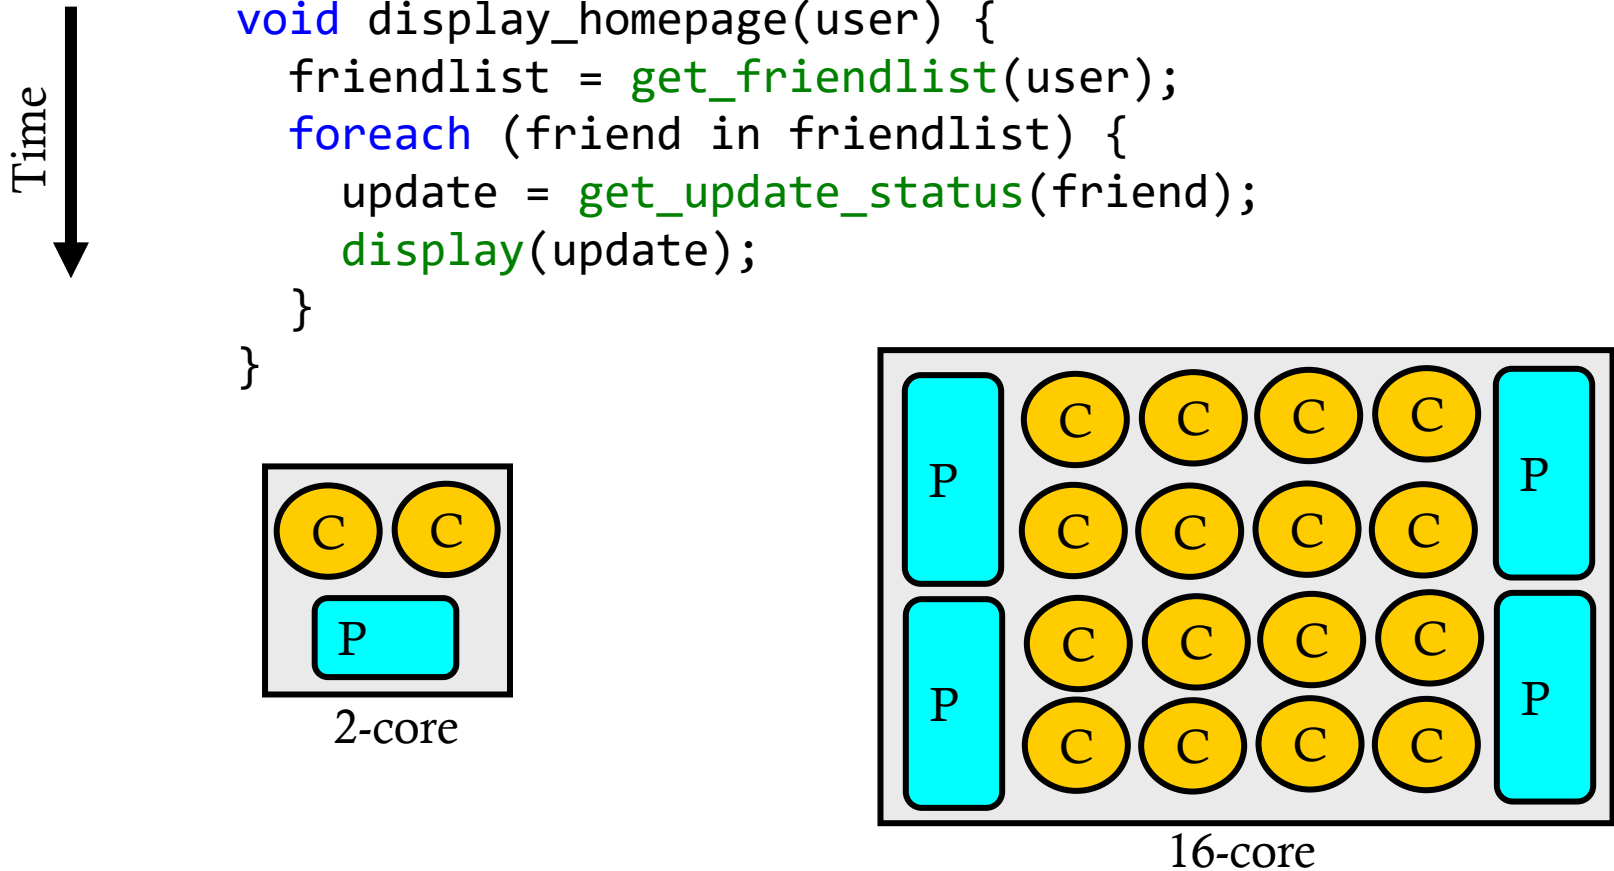 Time
void display_homepage(user) {
  friendlist = get_friendlist(user);
  foreach (friend in friendlist) {
    update = get_update_status(friend);
    display(update);
  }
}
C C
P
2-core
P C C C C P
C C C C
P C C C C P
C C C C
16-core